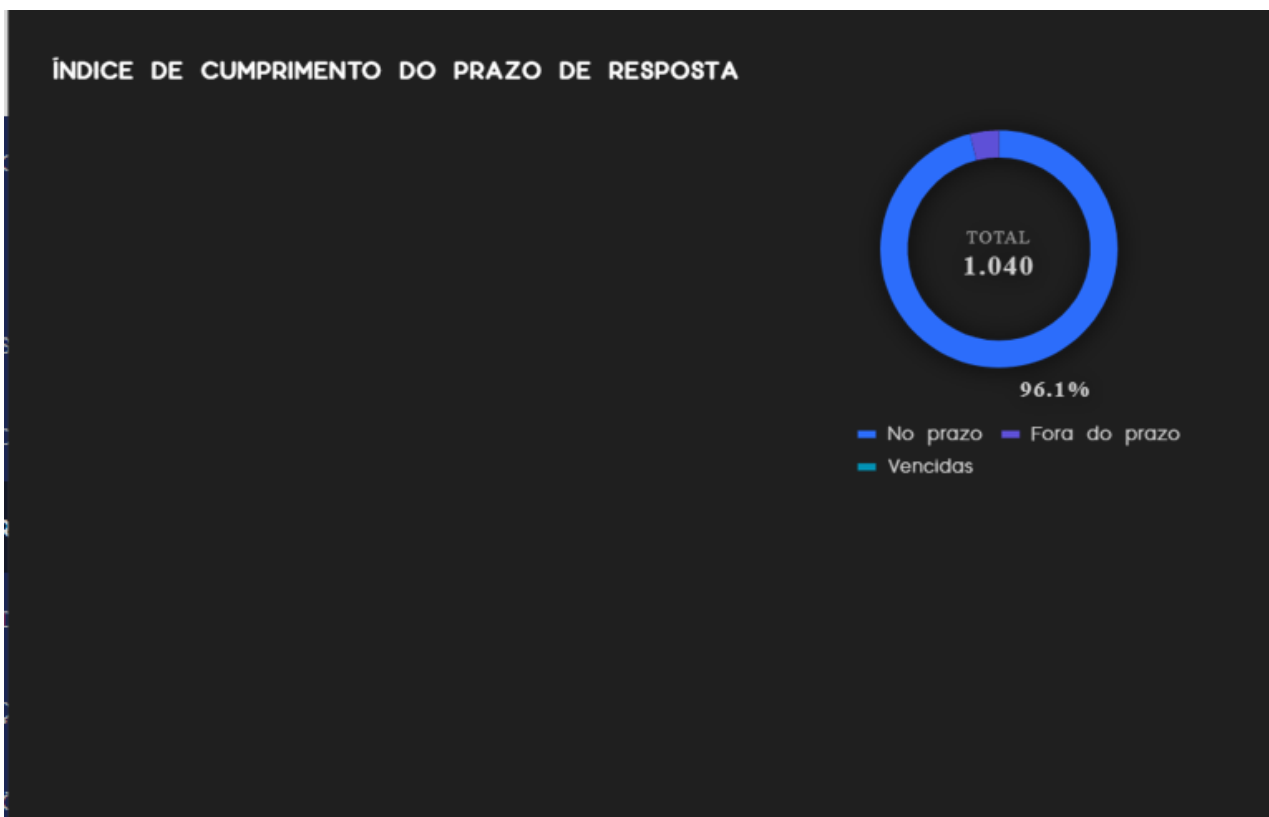 ÍNDICE DE CUMPRIMENTO DO PRAZO DE RESPOSTA
TOTAL
1.040
96.1%
No prazo Fora do prazo
Vencidas